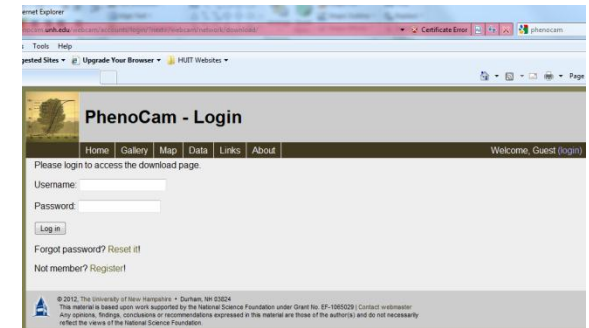 ernet Explorer
Certificate Error
phenocam
Tools Help
ested Sites ▾ Upgrade Your Browser ▾ HUIT Websites ▾
Page
PhenoCam - Login
Home Gallery Map Data Links About Welcome, Guest (login)
Please login to access the download page.
Username:
Password:
Log in
Forgot password? Reset it!
Not member? Register!
© 2012, The University of New Hampshire • Durham, NH 03824
This material is based upon work supported by the National Science Foundation under Grant No. EF-1065029 | Contact webmaster
Any opinions, findings, conclusions or recommendations expressed in this material are those of the author(s) and do not necessarily
reflect the views of the National Science Foundation.